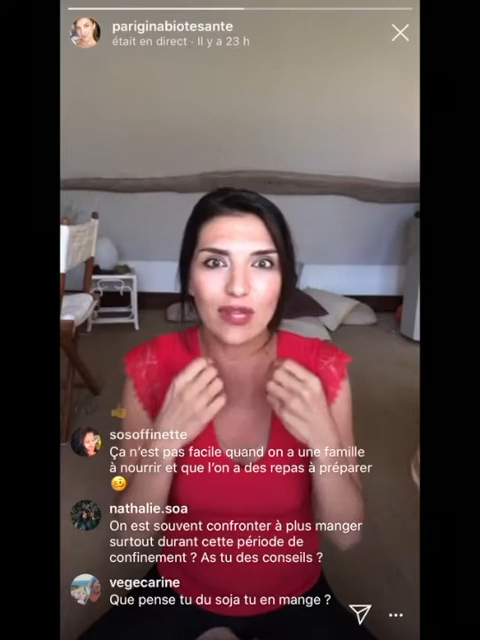 pariginabiotesante
était en direct · Il y a 23 h
sosoffinette
Ça n'est pas facile quand on a une famille
à nourrir et que l'on a des repas à préparer
🥴
nathalie.soa
On est souvent confronter à plus manger
surtout durant cette période de
confinement ? As tu des conseils ?
vegecarine
Que pense tu du soja tu en mange ?